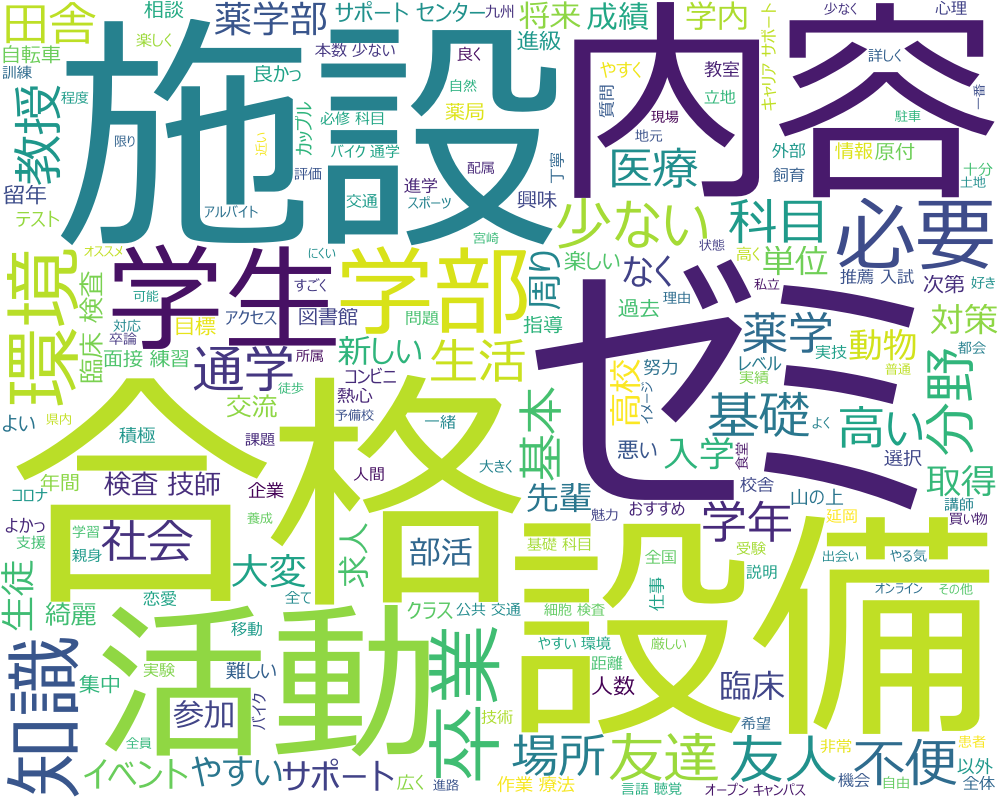 田舎
相談
薬学部
サポート センター
九州
将来
成績
学内
キャリア サポート
少なく
心理
楽しく
自転車
訓練
本数 少ない
進級
良く
良かっ
施設
内容
教室
やすく
詳しく
一番
教授
程度
限り
近い
カップル
必修 科目
自然
薬局
質問
現場
立地
地元
駐車
バイク 通学
評価
丁寧
医療
外部
情報
原付
飼育
十分
土地
留年
テスト
アルバイト
交通
進学
スポーツ
配属
興味
宮崎
少ない
科目
必要
環境
オススメ
学生
にくい
学部
周り
楽しい
なく
状態
高く
単位
推薦 入試
次第
好き
可能
すごく
臨床 検査
対応
卒論
目標
アクセス
図書館
問題
指導
過去
理由
私立
対策
面接 練習
通学
所属
新しい
生活
ゼミ
薬学
実技
動物
都会
コンビニ
努力
レベル
実績
普通
徒歩
熱心
交流
予備校
高校
イメージ
よい
県内
合格
基本
基礎
高い
分野
よく
積極
課題
一緒
人間
悪い
入学
食堂
選択
年間
検査 技師
企業
大きく
先輩
校舎
山の上
取得
コロナ
講師
買い物
よかっ
支援
学習
親身
社会
養成
求人
部活
おすすめ
魅力
学年
延岡
大変
基礎 科目
全国
受験
出会い
やる気
生徒
綺麗
恋愛
全て
クラス
公共 交通
細胞 検査
仕事
説明
オンライン
その他
設備
知識
活動
移動
卒業
やすい 環境
厳しい
距離
集中
実験
難しい
人数
臨床
参加
バイク
技術
希望
全員
イベント
やすい
サポート
広く
進路
場所
作業 療法
友達
言語 聴覚
友人
オープン キャンパス
非常
機会
不便
自由
患者
以外
全体